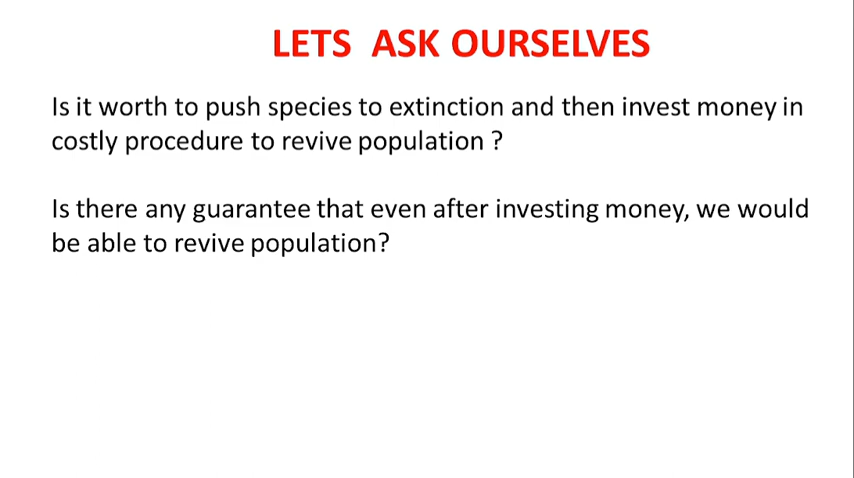 LETS ASK OURSELVES
Is it worth to push species to extinction and then invest money in
costly procedure to revive population ?
Is there any guarantee that even after investing money, we would
be able to revive population?